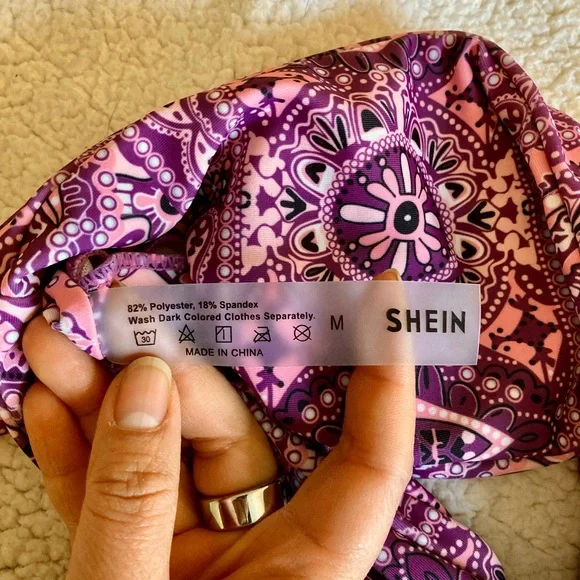 82% Polyester, 18% Spandex
Wash Dark Colored Clothes Separately.
30
M
SHEIN
MADE IN CHINA